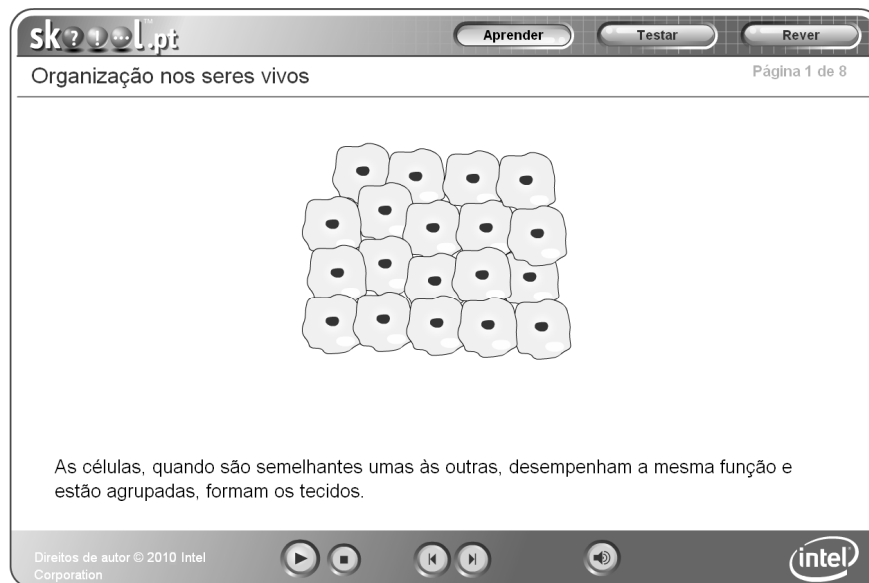 sk?!...l.pt
Aprender
Testar
Rever
Organização nos seres vivos
Página 1 de 8
As células, quando são semelhantes umas às outras, desempenham a mesma função e
estão agrupadas, formam os tecidos.
Direitos de autor © 2010 Intel
Corporation
intel